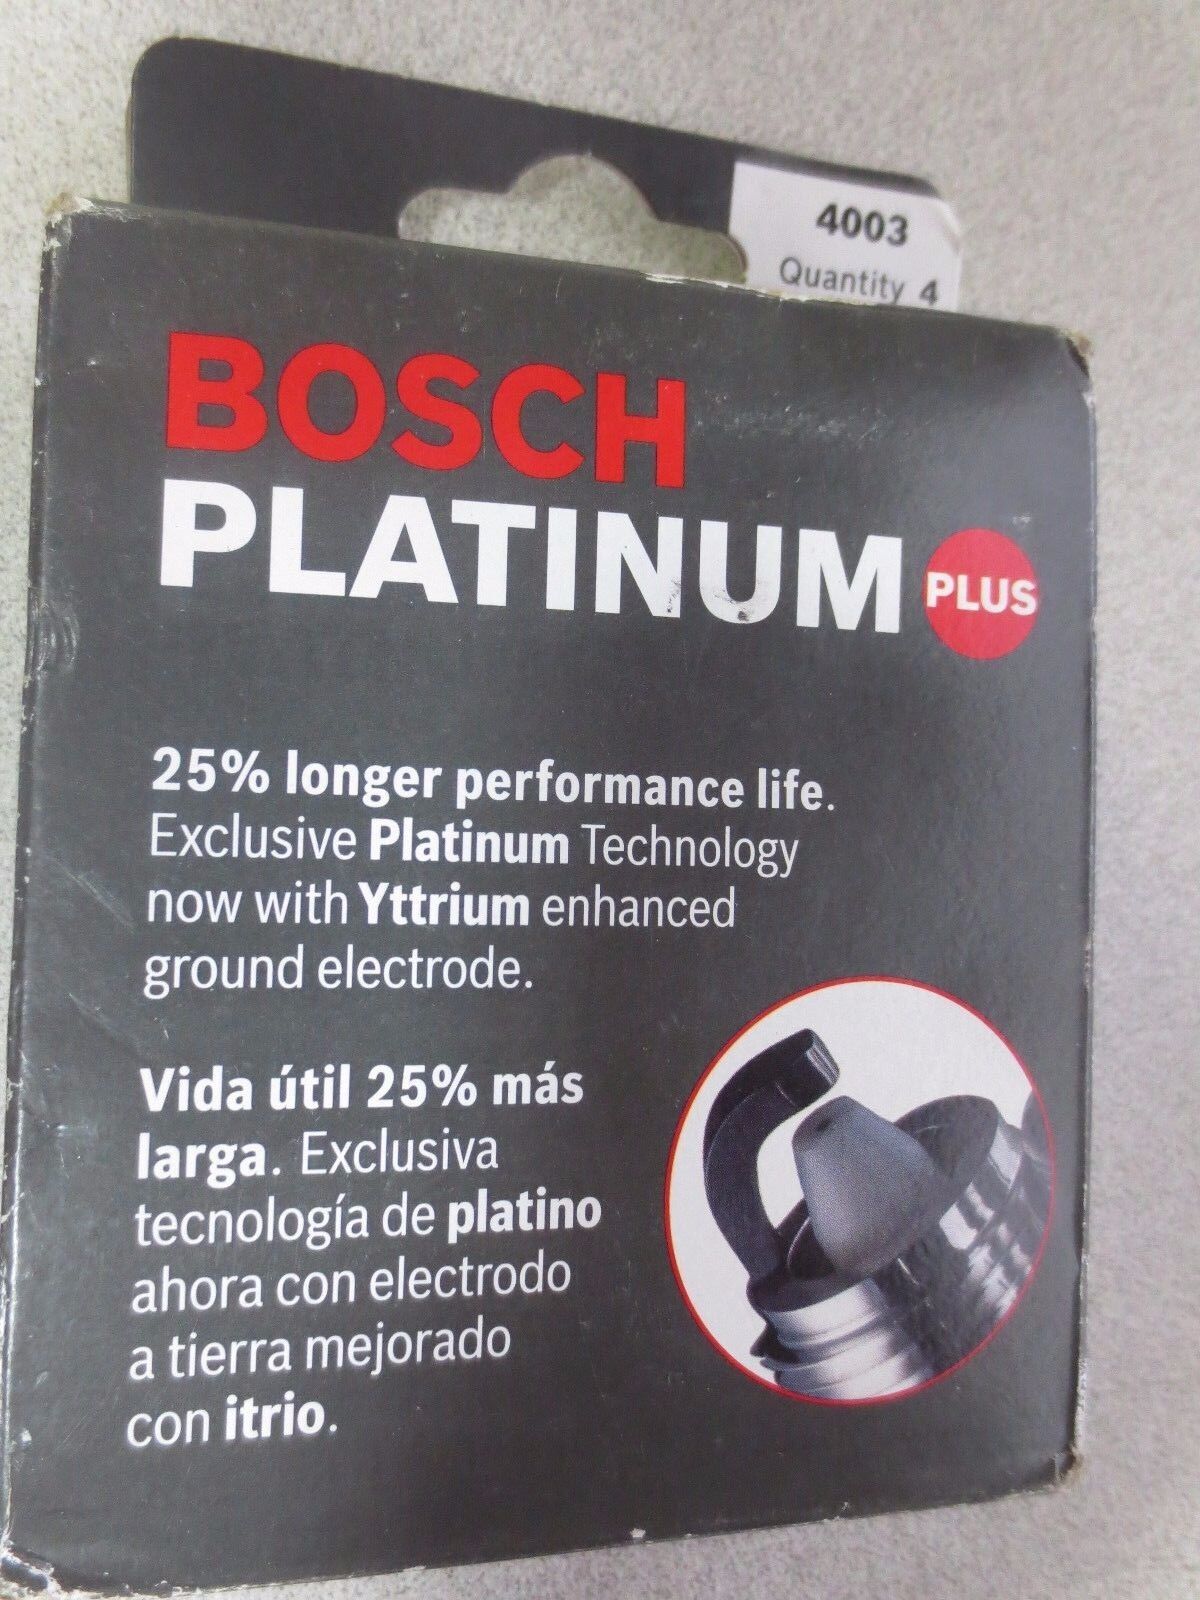 4003
Quantity 4
BOSCH
PLATINUM PLUS
25% longer performance life.
Exclusive Platinum Technology
now with Yttrium enhanced
ground electrode.
Vida útil 25% más
larga. Exclusiva
tecnología de platino
ahora con electrodo
a tierra mejorado
con itrio.